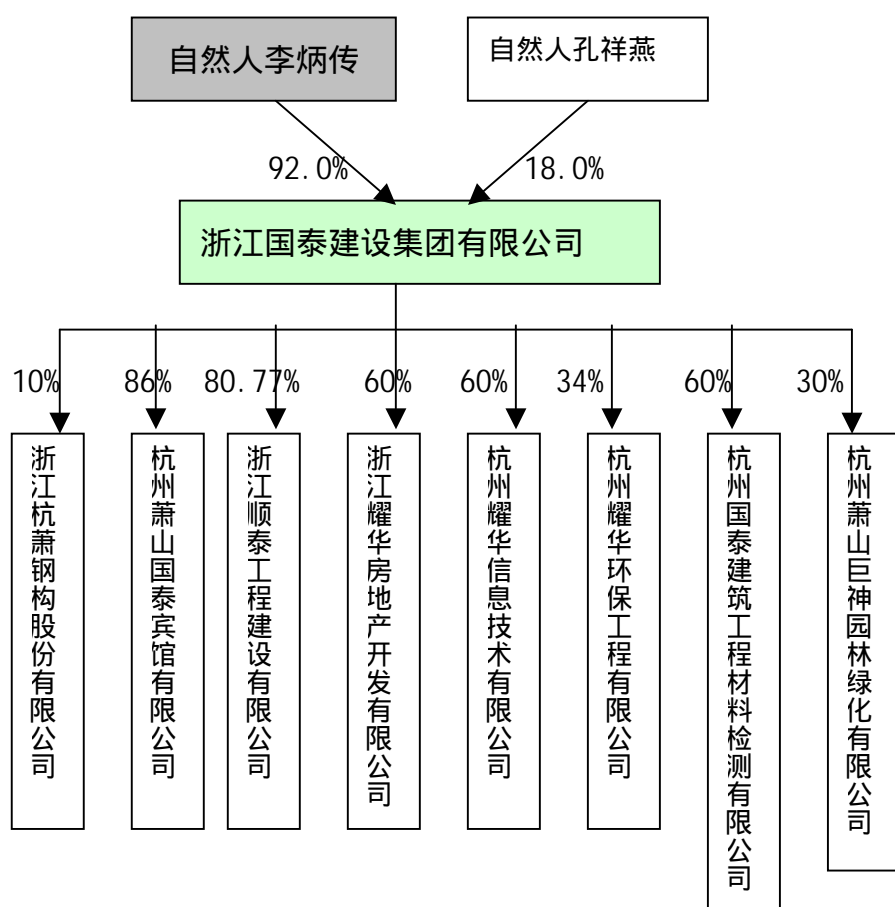 自然人李炳传
自然人孔祥燕
92.0%
18.0%
浙江国泰建设集团有限公司
10%
86%
80.77%
60%
60%
34%
60%
30%
浙江杭萧钢构股份有限公司
杭州萧山国泰宾馆有限公司
浙江顺泰工程建设有限公司
浙江耀华房地产开发有限公司
杭州耀华信息技术有限公司
杭州耀华环保工程有限公司
杭州国泰建筑工程材料检测有限公司
杭州萧山巨神园林绿化有限公司